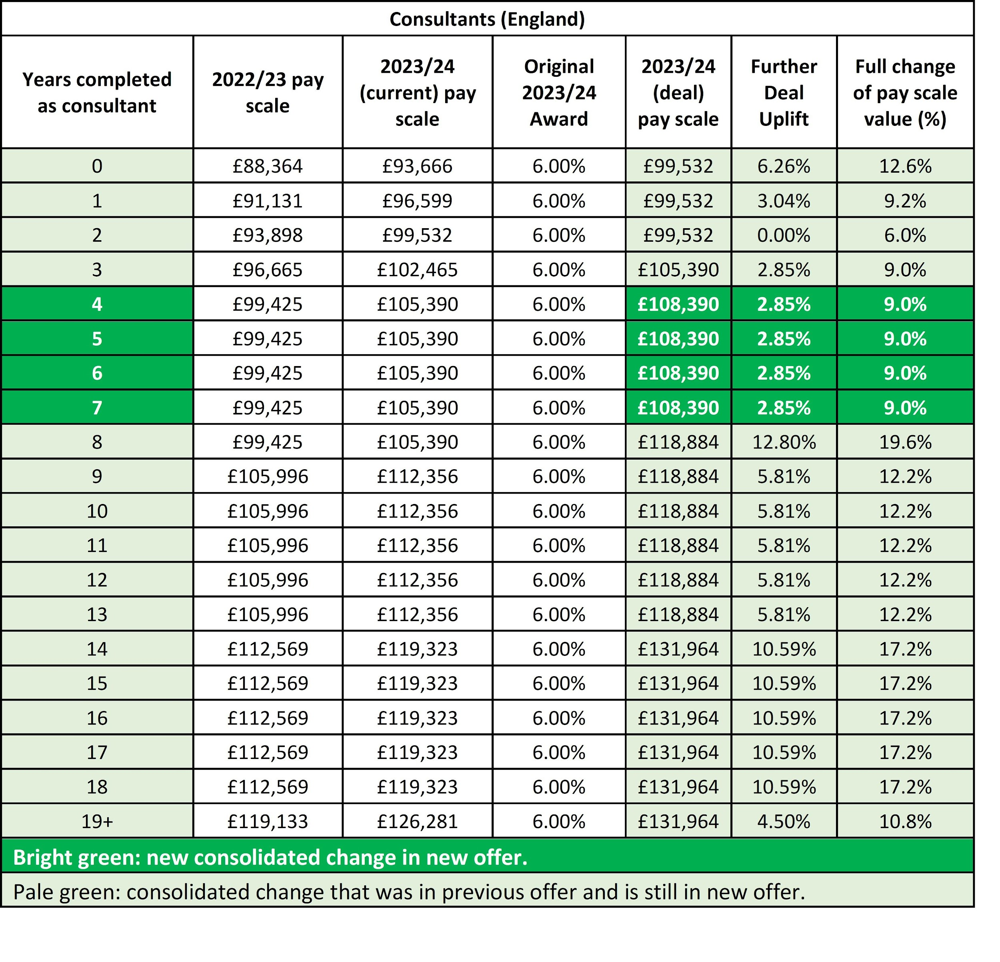 Consultants (England)
Years completed as consultant | 2022/23 pay scale | 2023/24 (current) pay scale | Original 2023/24 Award | 2023/24 (deal) pay scale | Further Deal Uplift | Full change of pay scale value (%)
0 £88,364 £93,666 6.00% £99,532 6.26% 12.6%
1 £91,131 £96,599 6.00% £99,532 3.04% 9.2%
2 £93,898 £99,532 6.00% £99,532 0.00% 6.0%
3 £96,665 £102,465 6.00% £105,390 2.85% 9.0%
4 £99,425 £105,390 6.00% £108,390 2.85% 9.0%
5 £99,425 £105,390 6.00% £108,390 2.85% 9.0%
6 £99,425 £105,390 6.00% £108,390 2.85% 9.0%
7 £99,425 £105,390 6.00% £108,390 2.85% 9.0%
8 £99,425 £105,390 6.00% £118,884 12.80% 19.6%
9 £105,996 £112,356 6.00% £118,884 5.81% 12.2%
10 £105,996 £112,356 6.00% £118,884 5.81% 12.2%
11 £105,996 £112,356 6.00% £118,884 5.81% 12.2%
12 £105,996 £112,356 6.00% £118,884 5.81% 12.2%
13 £105,996 £112,356 6.00% £118,884 5.81% 12.2%
14 £112,569 £119,323 6.00% £131,964 10.59% 17.2%
15 £112,569 £119,323 6.00% £131,964 10.59% 17.2%
16 £112,569 £119,323 6.00% £131,964 10.59% 17.2%
17 £112,569 £119,323 6.00% £131,964 10.59% 17.2%
18 £112,569 £119,323 6.00% £131,964 10.59% 17.2%
19+ £119,133 £126,281 6.00% £131,964 4.50% 10.8%
Bright green: new consolidated change in new offer.
Pale green: consolidated change that was in previous offer and is still in new offer.